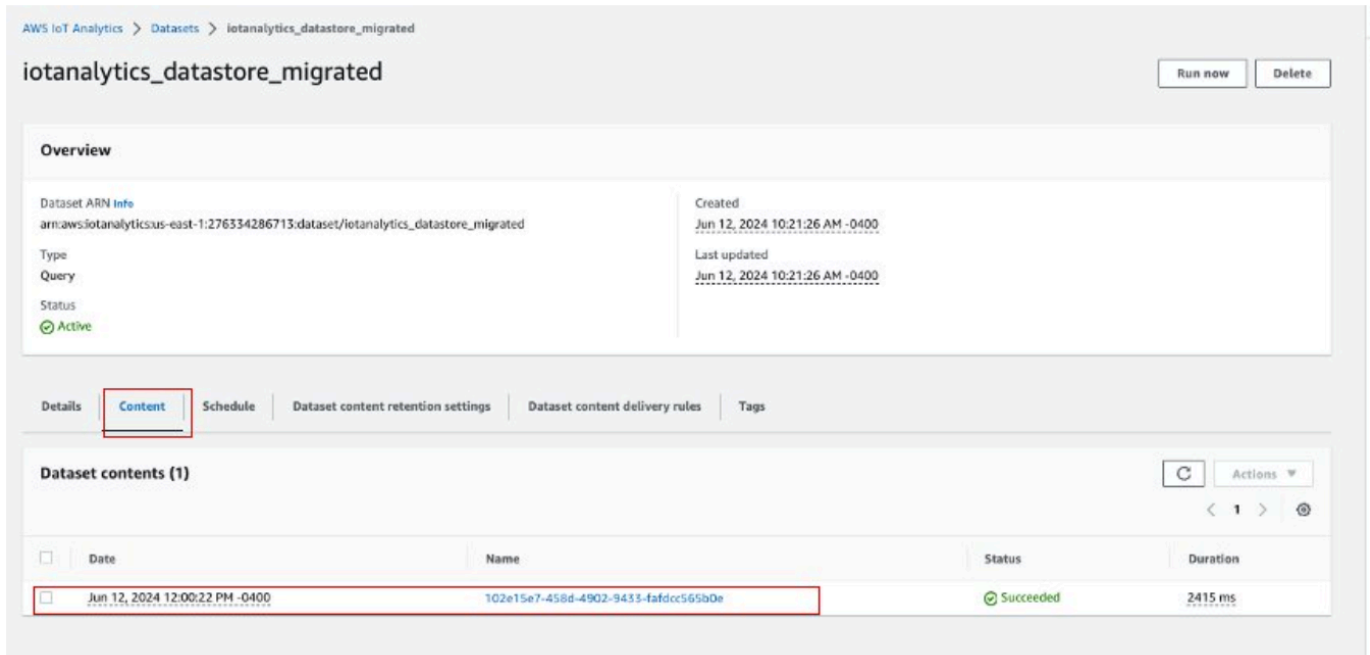 AWS IoT Analytics > Datasets > iotanalytics_datastore_migrated
iotanalytics_datastore_migrated
Run now Delete
Overview
Dataset ARN Info
arn:aws:iotanalytics:us-east-1:276334286713:dataset/iotanalytics_datastore_migrated
Created
Jun 12, 2024 10:21:26 AM -0400
Type
Query
Last updated
Jun 12, 2024 10:21:26 AM -0400
Status
Active
Details Content Schedule Dataset content retention settings Dataset content delivery rules Tags
Dataset contents (1)
Actions
< 1 >
Date Name Status Duration
Jun 12, 2024 12:00:22 PM -0400 102e15e7-458d-4902-9433-fafdcc565b0e Succeeded 2415 ms